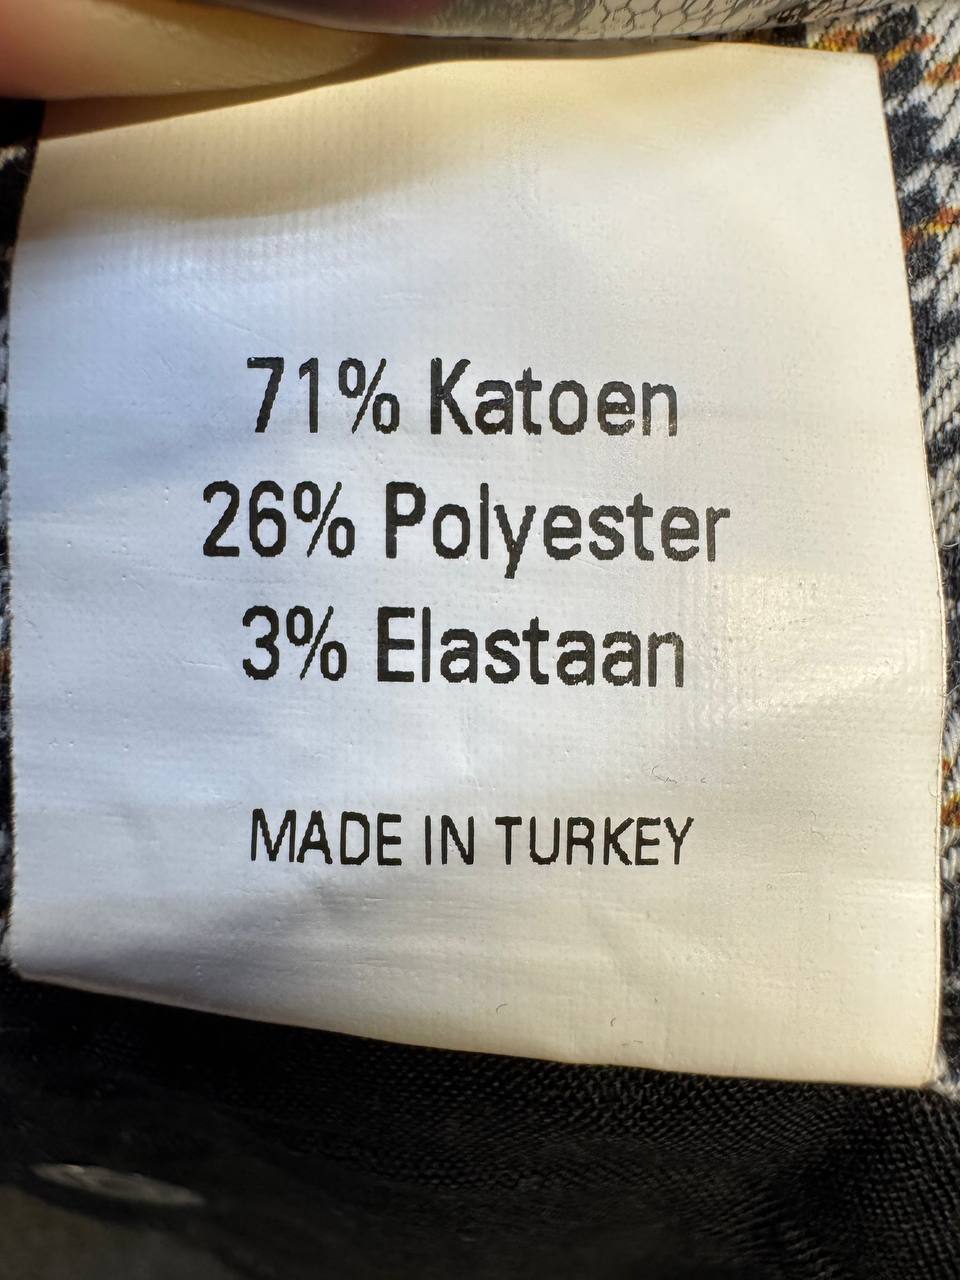 71% Katoen
26% Polyester
3% Elastaan
MADE IN TURKEY